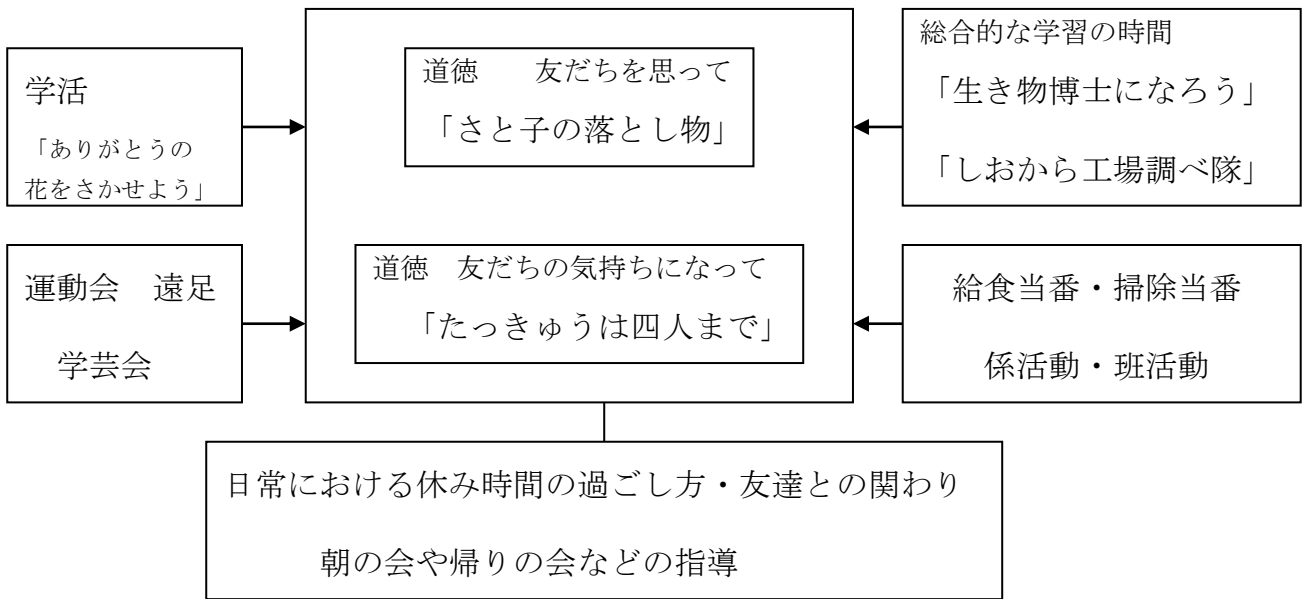 学活
「ありがとうの
花をさかせよう」
運動会　遠足
学芸会
道徳　　友だちを思って
「さと子の落とし物」
道徳　友だちの気持ちになって
「たっきゅうは四人まで」
総合的な学習の時間
「生き物博士になろう」
「しおから工場調べ隊」
給食当番・掃除当番
係活動・班活動
日常における休み時間の過ごし方・友達との関わり
朝の会や帰りの会などの指導